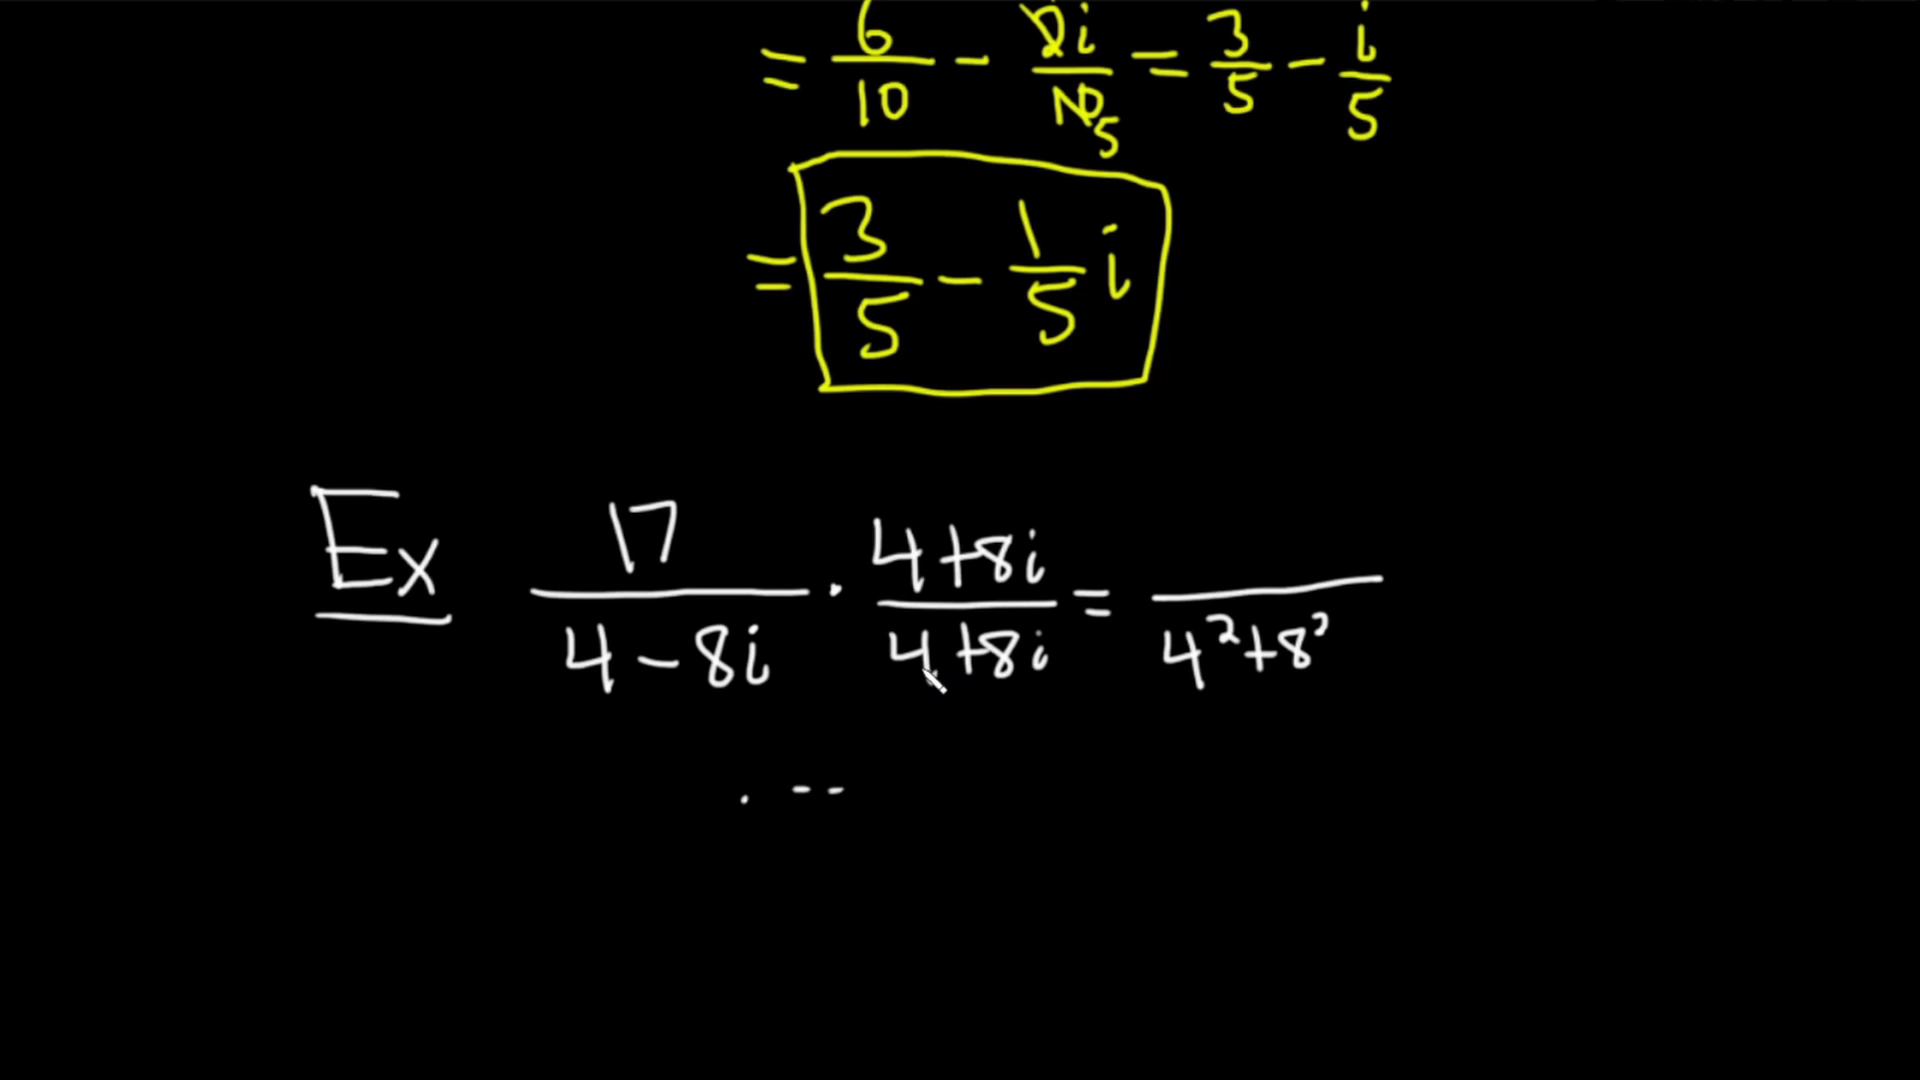 = 6/10 - 2i/10 5 = 3/5 - i/5
= 3/5 - 1/5 i
Ex 17/(4-8i) · (4+8i)/(4+8i) = /(4²+8²)
. - -